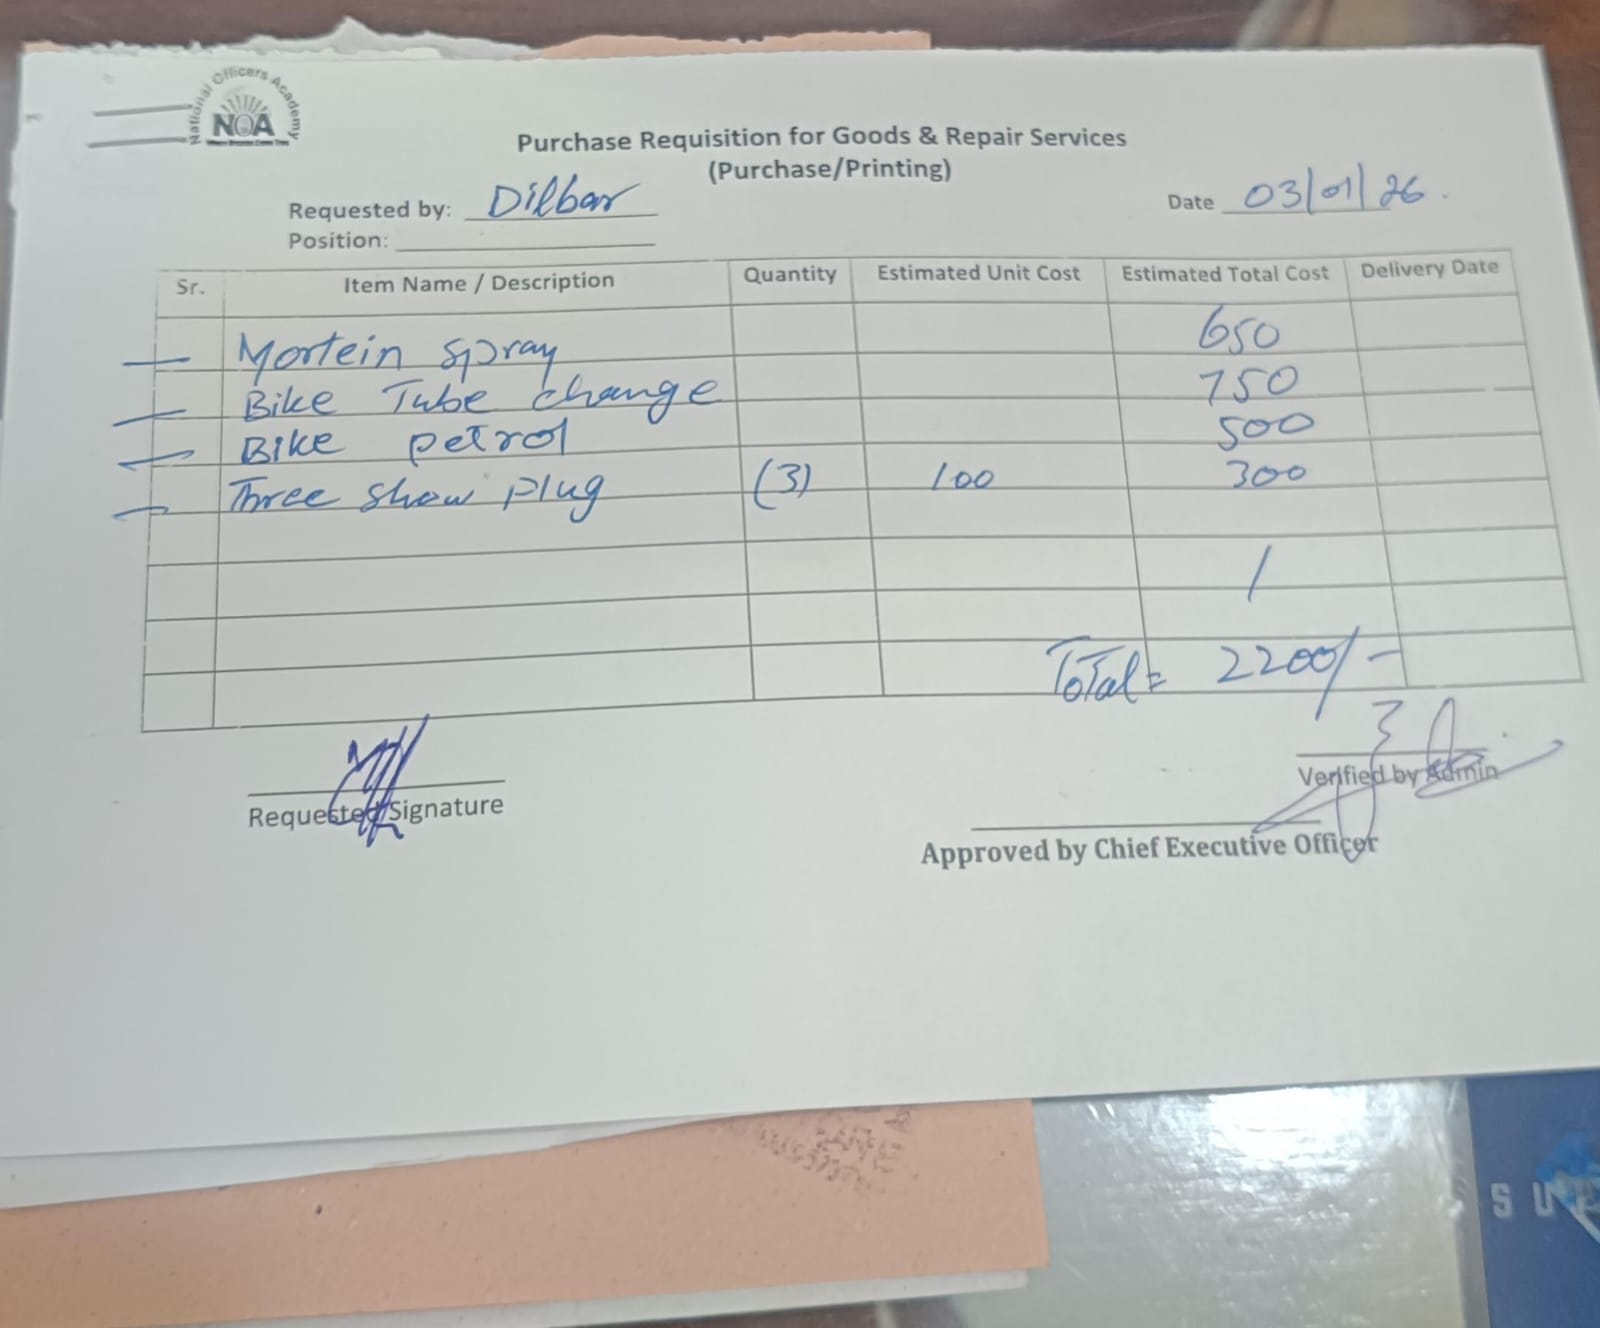 National Officers Academy
NOA
Purchase Requisition for Goods & Repair Services
(Purchase/Printing)
Requested by: Dilbar
Date 03/01/26.
Position:
Sr. Item Name / Description Quantity Estimated Unit Cost Estimated Total Cost Delivery Date
— Mortein spray 650
— Bike Tube change 750
— Bike petrol 500
— Three show plug (3) 100 300
/
Total = 2200/-
Requested Signature
Verified by Admin
Approved by Chief Executive Officer